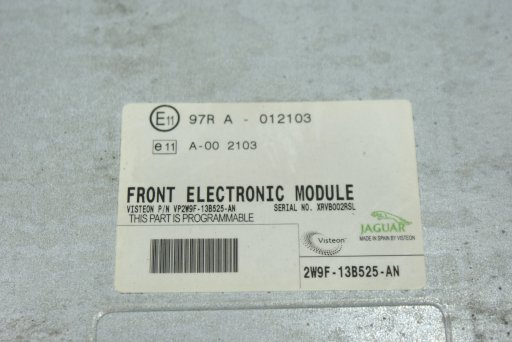 E11 97R A - 012103
e 11 A-00 2103
FRONT ELECTRONIC MODULE
VISTEON P/N VP2W9F-13B525-AN SERIAL NO. XRVB002RSL
THIS PART IS PROGRAMMABLE
Visteon
JAGUAR
MADE IN SPAIN BY VISTEON
2W9F-13B525-AN